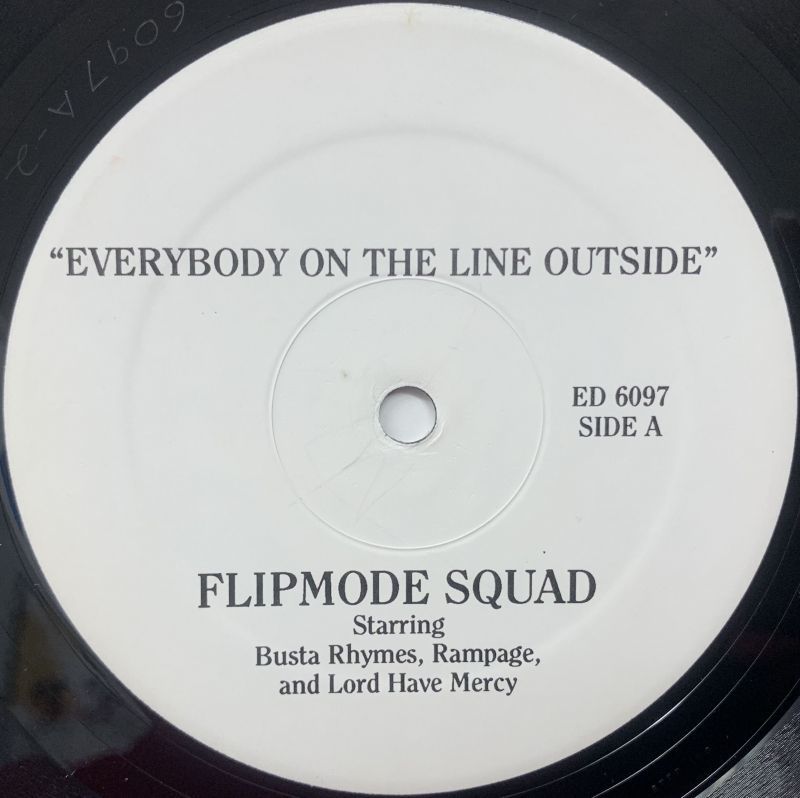 6097A-2
“EVERYBODY ON THE LINE OUTSIDE”
ED 6097
SIDE A
FLIPMODE SQUAD
Starring
Busta Rhymes, Rampage,
and Lord Have Mercy